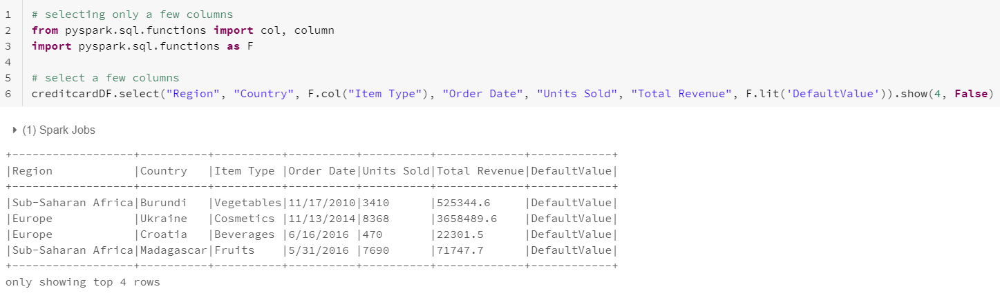 1 # selecting only a few columns
2 from pyspark.sql.functions import col, column
3 import pyspark.sql.functions as F
4
5 # select a few columns
6 creditcardDF.select("Region", "Country", F.col("Item Type"), "Order Date", "Units Sold", "Total Revenue", F.lit('DefaultValue')).show(4, False)
(1) Spark Jobs
+------------------+----------+----------+----------+----------+-------------+------------+
|Region            |Country   |Item Type |Order Date|Units Sold|Total Revenue|DefaultValue|
+------------------+----------+----------+----------+----------+-------------+------------+
|Sub-Saharan Africa|Burundi   |Vegetables|11/17/2010|3410      |525344.6     |DefaultValue|
|Europe            |Ukraine   |Cosmetics |11/13/2014|8368      |3658489.6    |DefaultValue|
|Europe            |Croatia   |Beverages |6/16/2016 |470       |22301.5      |DefaultValue|
|Sub-Saharan Africa|Madagascar|Fruits    |5/31/2016 |7690      |71747.7      |DefaultValue|
+------------------+----------+----------+----------+----------+-------------+------------+
only showing top 4 rows